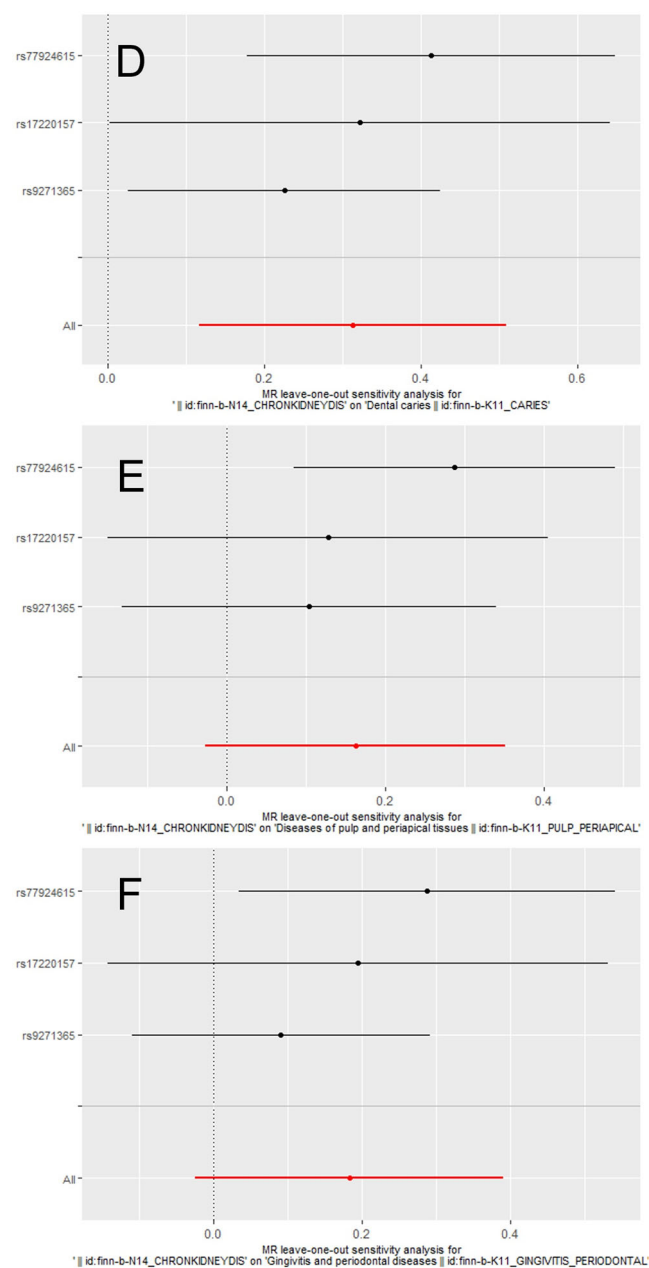 D
rs77924615
rs17220157
rs9271365
All
0.0 0.2 0.4 0.6
MR leave-one-out sensitivity analysis for
' || id:finn-b-N14_CHRONKIDNEYDIS' on 'Dental caries || id:finn-b-K11_CARIES'
E
rs77924615
rs17220157
rs9271365
All
0.0 0.2 0.4
MR leave-one-out sensitivity analysis for
' || id:finn-b-N14_CHRONKIDNEYDIS' on 'Diseases of pulp and periapical tissues || id:finn-b-K11_PULP_PERIAPICAL'
F
rs77924615
rs17220157
rs9271365
All
0.0 0.2 0.4
MR leave-one-out sensitivity analysis for
' || id:finn-b-N14_CHRONKIDNEYDIS' on 'Gingivitis and periodontal diseases || id:finn-b-K11_GINGIVITIS_PERIODONTAL'